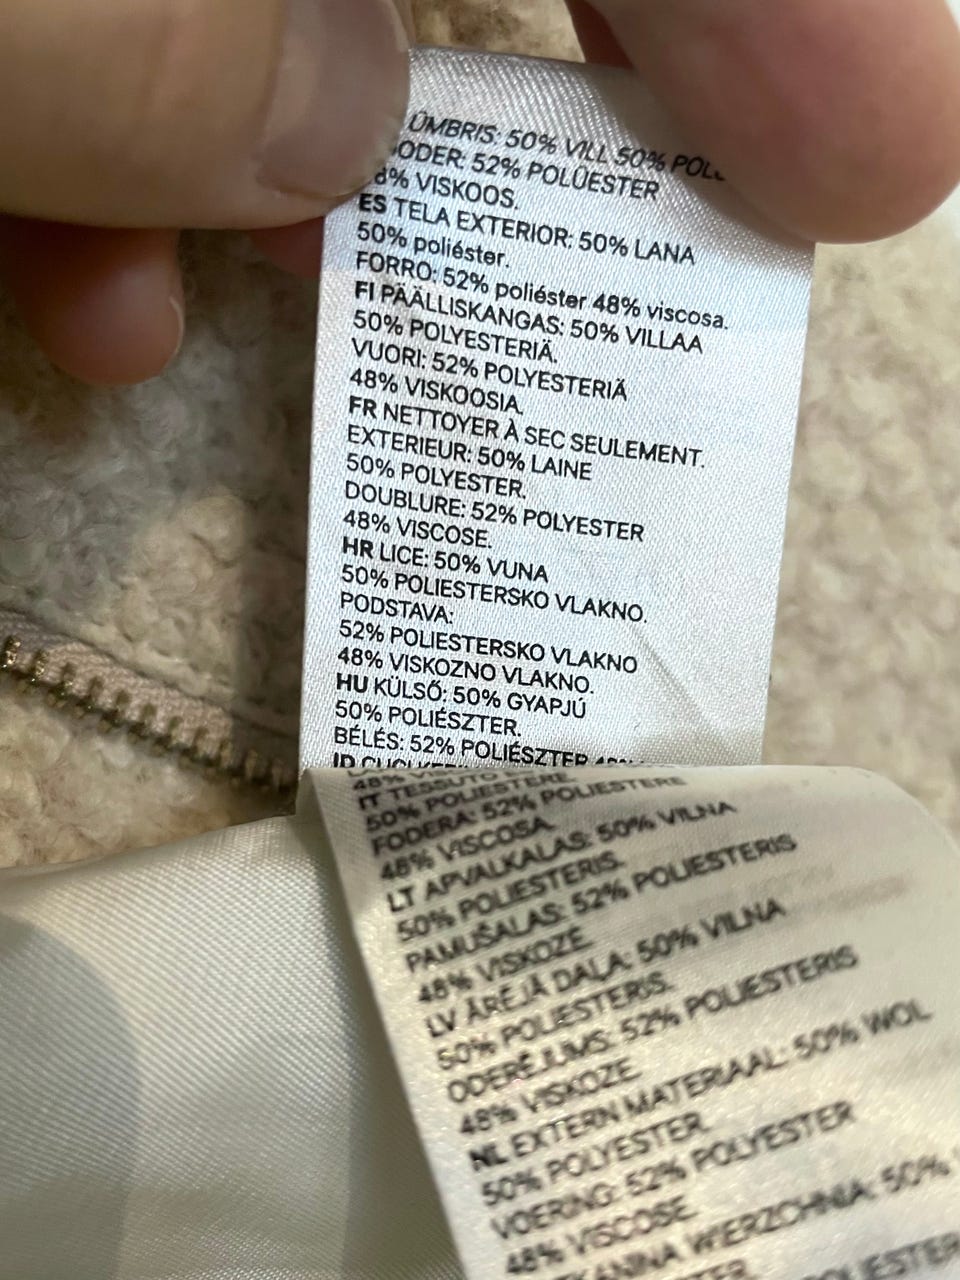 ÜMBRIS: 50% VILL 50% POL
ODER: 52% POLÜESTER
8% VISKOOS.
ES TELA EXTERIOR: 50% LANA
50% poliéster.
FORRO: 52% poliéster 48% viscosa.
FI PÄÄLLISKANGAS: 50% VILLAA
50% POLYESTERIÄ.
VUORI: 52% POLYESTERIÄ
48% VISKOOSIA.
FR NETTOYER À SEC SEULEMENT.
EXTERIEUR: 50% LAINE
50% POLYESTER.
DOUBLURE: 52% POLYESTER
48% VISCOSE.
HR LICE: 50% VUNA
50% POLIESTERSKO VLAKNO.
PODSTAVA:
52% POLIESTERSKO VLAKNO
48% VISKOZNO VLAKNO.
HU KÜLSŐ: 50% GYAPJÚ
50% POLIÉSZTER.
BÉLÉS: 52% POLIÉSZTER
ID
48%
IT TESSUTO
50% POLIESTERE.
FODERA: 52% POLIESTERE
48% VISCOSA.
LT APVALKALAS: 50% VILNA
50% POLIESTERIS.
PAMUŠALAS: 52% POLIESTERIS
48% VISKOZĖ.
LV ĀRĒJĀ DAĻA: 50% VILNA
50% POLIESTERIS.
ODERĒJUMS: 52% POLIESTERIS
48% VISKOZE.
NL EXTERN MATERIAAL: 50% WOL
50% POLYESTER.
VOERING: 52% POLYESTER
48% VISCOSE.
TKANINA WIERZCHNIA: 50%
POLIESTER